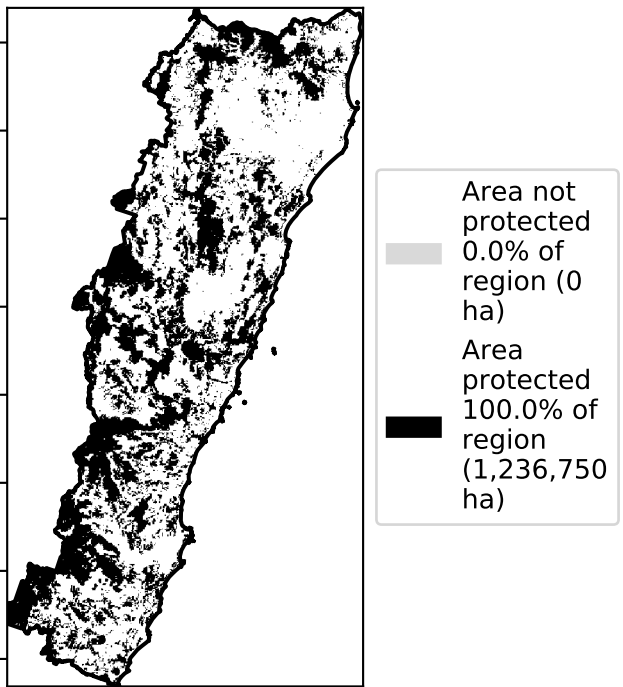 Area not
protected
0.0% of
region (0
ha)
Area
protected
100.0% of
region
(1,236,750
ha)